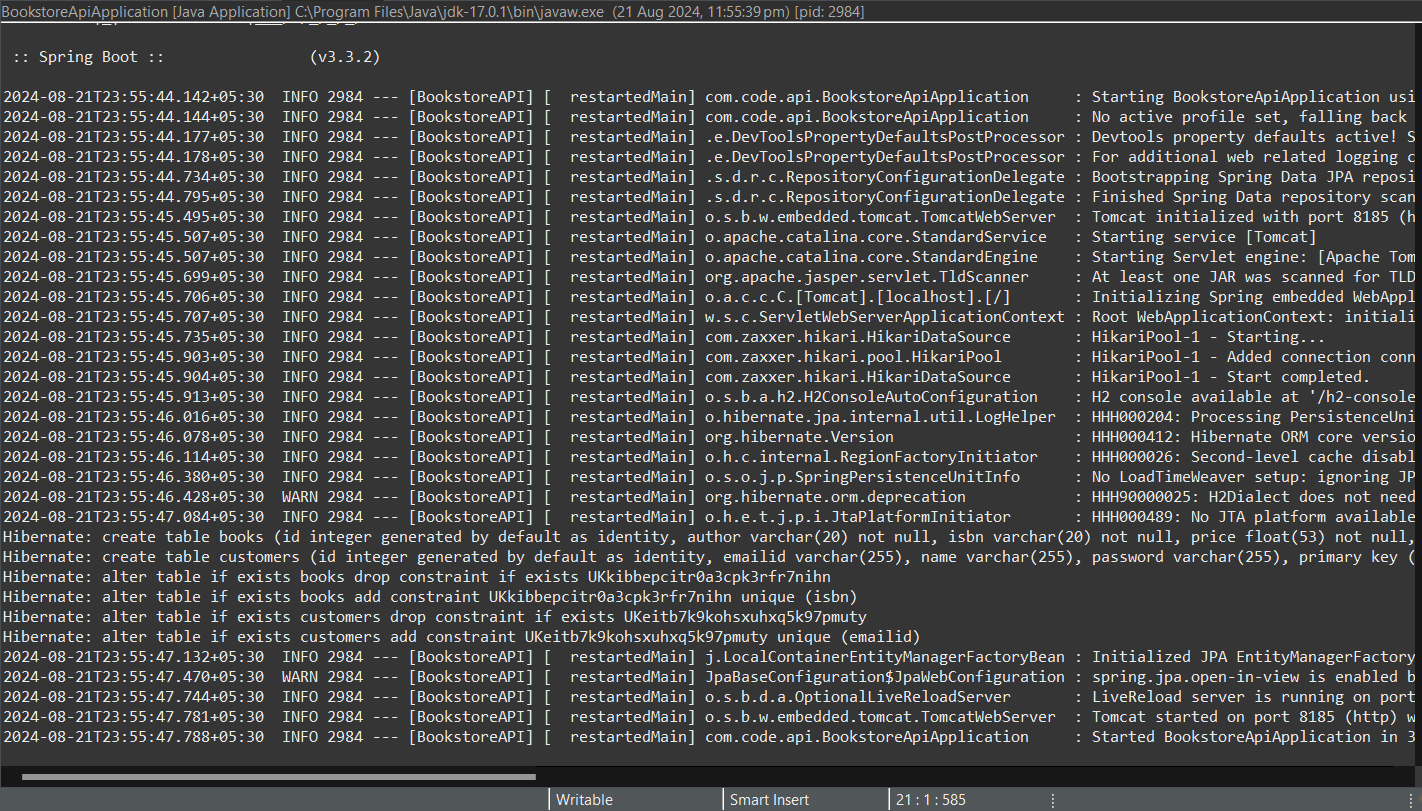 BookstoreApiApplication [Java Application] C:\Program Files\Java\jdk-17.0.1\bin\javaw.exe  (21 Aug 2024, 11:55:39 pm) [pid: 2984]
 :: Spring Boot ::                (v3.3.2)
2024-08-21T23:55:44.142+05:30  INFO 2984 --- [BookstoreAPI] [  restartedMain] com.code.api.BookstoreApiApplication     : Starting BookstoreApiApplication usi
2024-08-21T23:55:44.144+05:30  INFO 2984 --- [BookstoreAPI] [  restartedMain] com.code.api.BookstoreApiApplication     : No active profile set, falling back
2024-08-21T23:55:44.177+05:30  INFO 2984 --- [BookstoreAPI] [  restartedMain] .e.DevToolsPropertyDefaultsPostProcessor : Devtools property defaults active! S
2024-08-21T23:55:44.178+05:30  INFO 2984 --- [BookstoreAPI] [  restartedMain] .e.DevToolsPropertyDefaultsPostProcessor : For additional web related logging c
2024-08-21T23:55:44.734+05:30  INFO 2984 --- [BookstoreAPI] [  restartedMain] .s.d.r.c.RepositoryConfigurationDelegate : Bootstrapping Spring Data JPA reposi
2024-08-21T23:55:44.795+05:30  INFO 2984 --- [BookstoreAPI] [  restartedMain] .s.d.r.c.RepositoryConfigurationDelegate : Finished Spring Data repository scan
2024-08-21T23:55:45.495+05:30  INFO 2984 --- [BookstoreAPI] [  restartedMain] o.s.b.w.embedded.tomcat.TomcatWebServer  : Tomcat initialized with port 8185 (h
2024-08-21T23:55:45.507+05:30  INFO 2984 --- [BookstoreAPI] [  restartedMain] o.apache.catalina.core.StandardService   : Starting service [Tomcat]
2024-08-21T23:55:45.507+05:30  INFO 2984 --- [BookstoreAPI] [  restartedMain] o.apache.catalina.core.StandardEngine    : Starting Servlet engine: [Apache Tom
2024-08-21T23:55:45.699+05:30  INFO 2984 --- [BookstoreAPI] [  restartedMain] org.apache.jasper.servlet.TldScanner     : At least one JAR was scanned for TLD
2024-08-21T23:55:45.706+05:30  INFO 2984 --- [BookstoreAPI] [  restartedMain] o.a.c.c.C.[Tomcat].[localhost].[/]       : Initializing Spring embedded WebAppl
2024-08-21T23:55:45.707+05:30  INFO 2984 --- [BookstoreAPI] [  restartedMain] w.s.c.ServletWebServerApplicationContext : Root WebApplicationContext: initiali
2024-08-21T23:55:45.735+05:30  INFO 2984 --- [BookstoreAPI] [  restartedMain] com.zaxxer.hikari.HikariDataSource       : HikariPool-1 - Starting...
2024-08-21T23:55:45.903+05:30  INFO 2984 --- [BookstoreAPI] [  restartedMain] com.zaxxer.hikari.pool.HikariPool        : HikariPool-1 - Added connection conn
2024-08-21T23:55:45.904+05:30  INFO 2984 --- [BookstoreAPI] [  restartedMain] com.zaxxer.hikari.HikariDataSource       : HikariPool-1 - Start completed.
2024-08-21T23:55:45.913+05:30  INFO 2984 --- [BookstoreAPI] [  restartedMain] o.s.b.a.h2.H2ConsoleAutoConfiguration    : H2 console available at '/h2-console
2024-08-21T23:55:46.016+05:30  INFO 2984 --- [BookstoreAPI] [  restartedMain] o.hibernate.jpa.internal.util.LogHelper  : HHH000204: Processing PersistenceUni
2024-08-21T23:55:46.078+05:30  INFO 2984 --- [BookstoreAPI] [  restartedMain] org.hibernate.Version                    : HHH000412: Hibernate ORM core versio
2024-08-21T23:55:46.114+05:30  INFO 2984 --- [BookstoreAPI] [  restartedMain] o.h.c.internal.RegionFactoryInitiator    : HHH000026: Second-level cache disabl
2024-08-21T23:55:46.380+05:30  INFO 2984 --- [BookstoreAPI] [  restartedMain] o.s.o.j.p.SpringPersistenceUnitInfo      : No LoadTimeWeaver setup: ignoring JP
2024-08-21T23:55:46.428+05:30  WARN 2984 --- [BookstoreAPI] [  restartedMain] org.hibernate.orm.deprecation            : HHH90000025: H2Dialect does not need
2024-08-21T23:55:47.084+05:30  INFO 2984 --- [BookstoreAPI] [  restartedMain] o.h.e.t.j.p.i.JtaPlatformInitiator       : HHH000489: No JTA platform available
Hibernate: create table books (id integer generated by default as identity, author varchar(20) not null, isbn varchar(20) not null, price float(53) not null,
Hibernate: create table customers (id integer generated by default as identity, emailid varchar(255), name varchar(255), password varchar(255), primary key (
Hibernate: alter table if exists books drop constraint if exists UKkibbepcitr0a3cpk3rfr7nihn
Hibernate: alter table if exists books add constraint UKkibbepcitr0a3cpk3rfr7nihn unique (isbn)
Hibernate: alter table if exists customers drop constraint if exists UKeitb7k9kohsxuhxq5k97pmuty
Hibernate: alter table if exists customers add constraint UKeitb7k9kohsxuhxq5k97pmuty unique (emailid)
2024-08-21T23:55:47.132+05:30  INFO 2984 --- [BookstoreAPI] [  restartedMain] j.LocalContainerEntityManagerFactoryBean : Initialized JPA EntityManagerFactory
2024-08-21T23:55:47.470+05:30  WARN 2984 --- [BookstoreAPI] [  restartedMain] JpaBaseConfiguration$JpaWebConfiguration : spring.jpa.open-in-view is enabled b
2024-08-21T23:55:47.744+05:30  INFO 2984 --- [BookstoreAPI] [  restartedMain] o.s.b.d.a.OptionalLiveReloadServer       : LiveReload server is running on port
2024-08-21T23:55:47.781+05:30  INFO 2984 --- [BookstoreAPI] [  restartedMain] o.s.b.w.embedded.tomcat.TomcatWebServer  : Tomcat started on port 8185 (http) w
2024-08-21T23:55:47.788+05:30  INFO 2984 --- [BookstoreAPI] [  restartedMain] com.code.api.BookstoreApiApplication     : Started BookstoreApiApplication in 3
Writable
Smart Insert
21 : 1 : 585